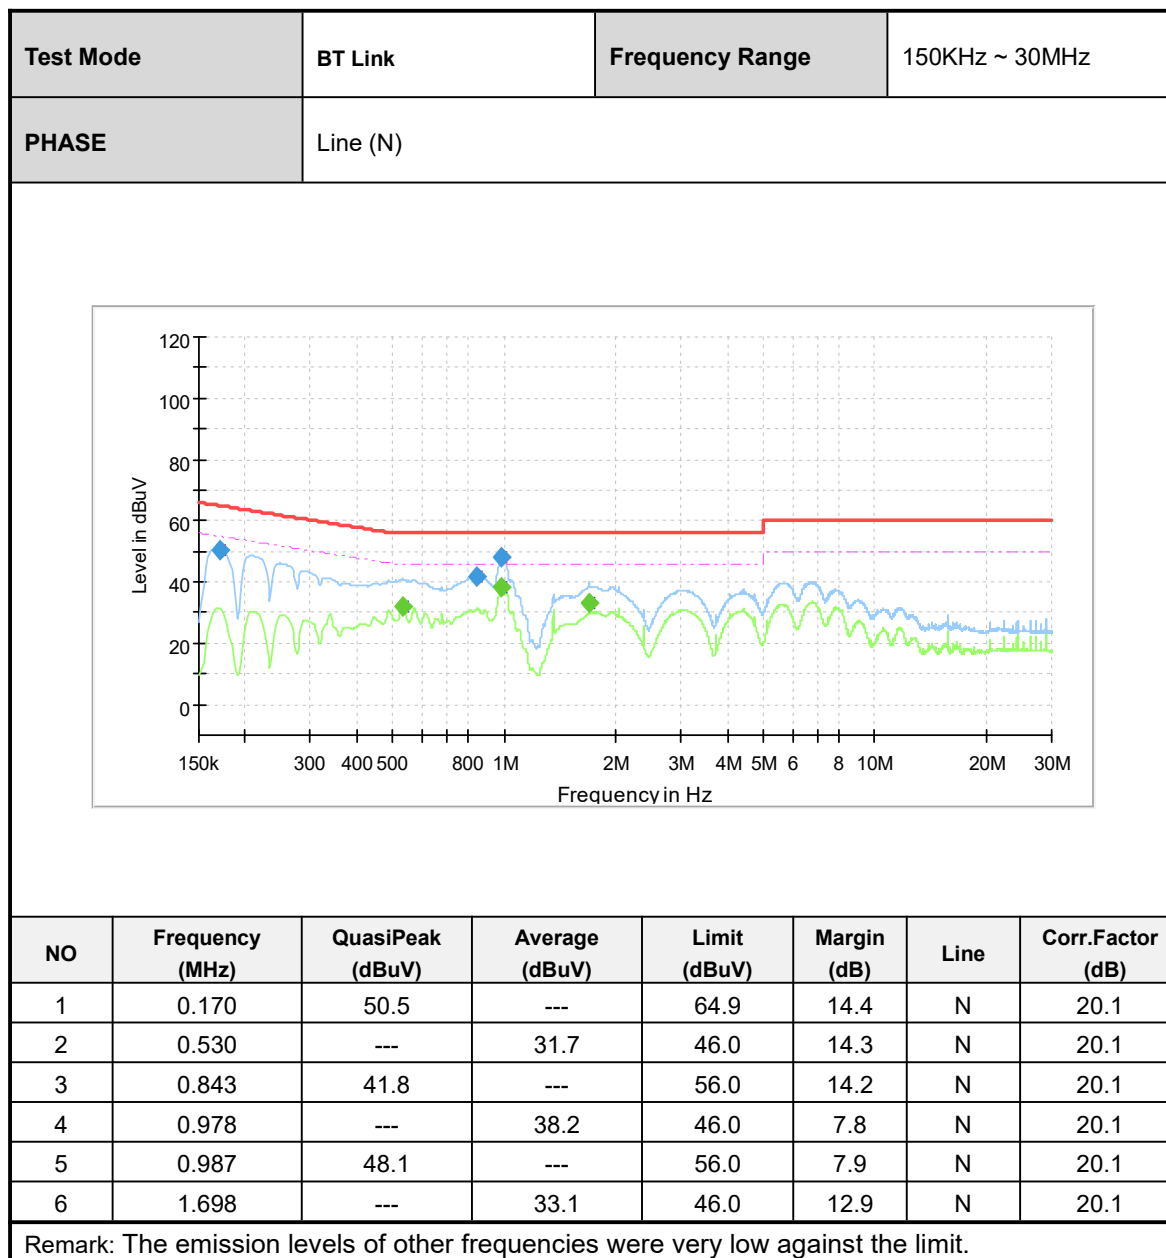 Test Mode BT Link Frequency Range 150KHz ~ 30MHz
PHASE Line (N)
120
100
80
60
40
20
0
Level in dBuV
150k 300 400 500 800 1M 2M 3M 4M 5M 6 8 10M 20M 30M
Frequency in Hz
NO Frequency (MHz) QuasiPeak (dBuV) Average (dBuV) Limit (dBuV) Margin (dB) Line Corr.Factor (dB)
1 0.170 50.5 --- 64.9 14.4 N 20.1
2 0.530 --- 31.7 46.0 14.3 N 20.1
3 0.843 41.8 --- 56.0 14.2 N 20.1
4 0.978 --- 38.2 46.0 7.8 N 20.1
5 0.987 48.1 --- 56.0 7.9 N 20.1
6 1.698 --- 33.1 46.0 12.9 N 20.1
Remark: The emission levels of other frequencies were very low against the limit.